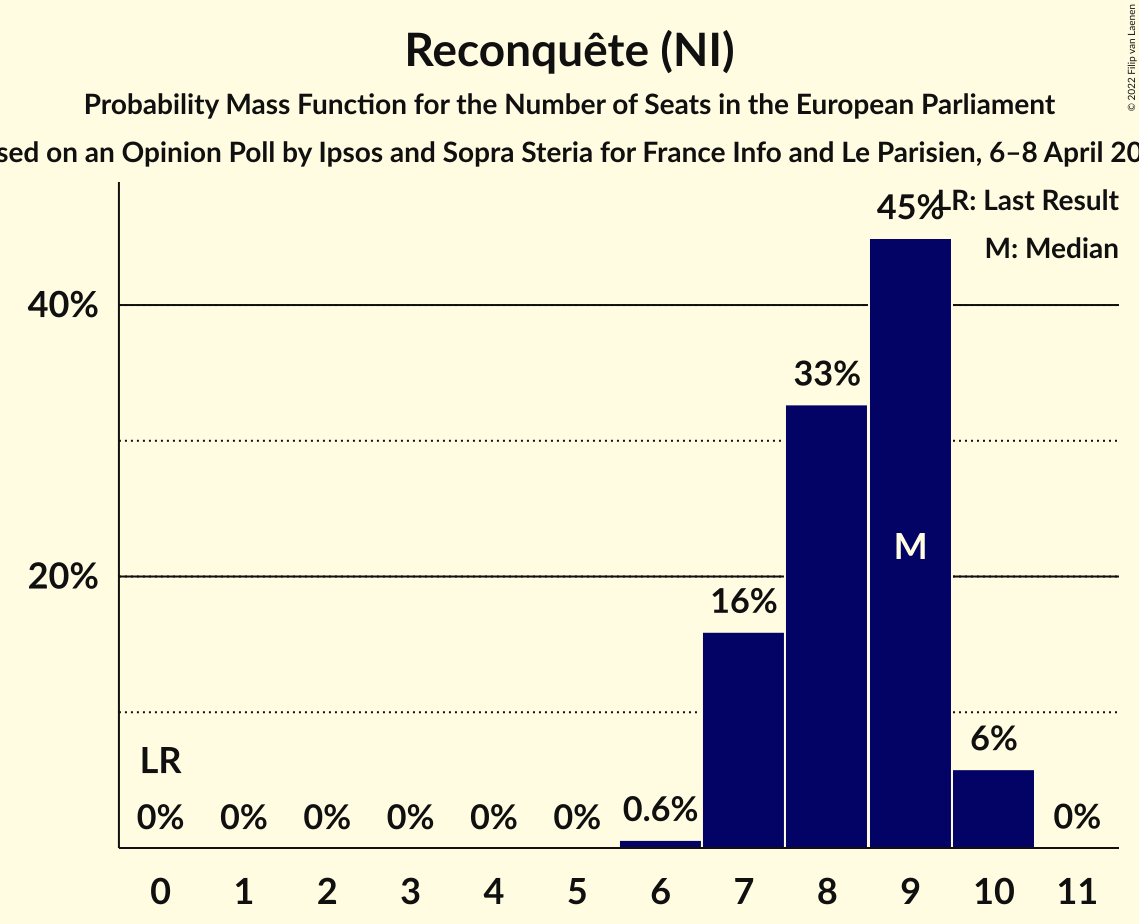 Reconquête (NI)
Probability Mass Function for the Number of Seats in the European Parliament
on an Opinion Poll by Ipsos and Sopra Steria for France Info and Le Parisien, 6–8 April
© 2022 Filip van Laenen
LR: Last Result
M: Median
45%
40%
33%
M
20%
16%
6%
LR
0% 0% 0% 0% 0% 0% 0.6% 0%
0 1 2 3 4 5 6 7 8 9 10 11